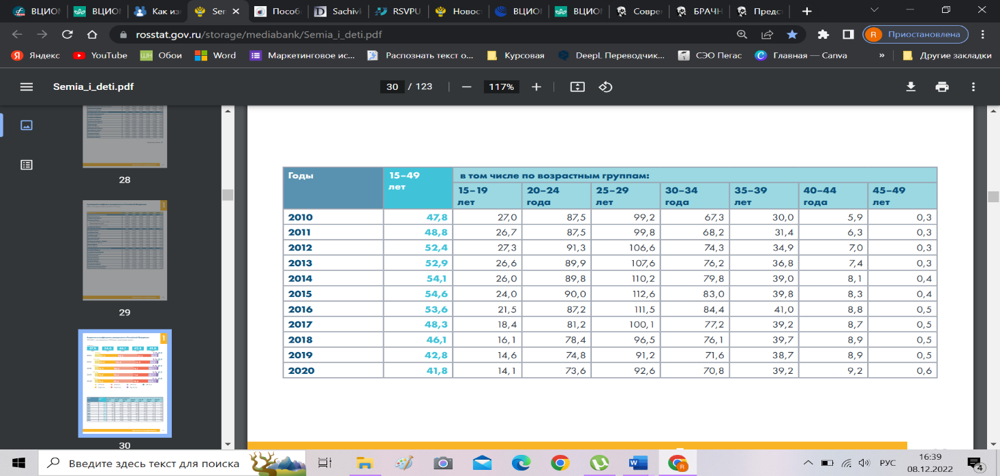 ВЦИОМ ВЦИОМ Как из Sem Пособ Sachivk RSVPU Новос ВЦИОМ ВЦИОМ Соврем БРАЧН Предст
rosstat.gov.ru/storage/mediabank/Semia_i_deti.pdf
R Приостановлена
Яндекс YouTube Обои Word Маркетинговое ис... Распознать текст о... Курсовая DeepL Переводчик... СЭО Пегас Главная — Canva » Другие закладки
Semia_i_deti.pdf 30 / 123 — 117% +
28
29
30
Годы 15–49 лет в том числе по возрастным группам:
15–19 лет 20–24 года 25–29 лет 30–34 года 35–39 лет 40–44 года 45–49 лет
2010 47,8 27,0 87,5 99,2 67,3 30,0 5,9 0,3
2011 48,8 26,7 87,5 99,8 68,2 31,4 6,3 0,3
2012 52,4 27,3 91,3 106,6 74,3 34,9 7,0 0,3
2013 52,9 26,6 89,9 107,6 76,2 36,8 7,4 0,3
2014 54,1 26,0 89,8 110,2 79,8 39,0 8,1 0,4
2015 54,6 24,0 90,0 112,6 83,0 39,8 8,3 0,4
2016 53,6 21,5 87,2 111,5 84,4 41,0 8,8 0,5
2017 48,3 18,4 81,2 100,1 77,2 39,2 8,7 0,5
2018 46,1 16,1 78,4 96,5 76,1 39,7 8,9 0,5
2019 42,8 14,6 74,8 91,2 71,6 38,7 8,9 0,5
2020 41,8 14,1 73,6 92,6 70,8 39,2 9,2 0,6
Введите здесь текст для поиска
РУС 16:39
08.12.2022 4